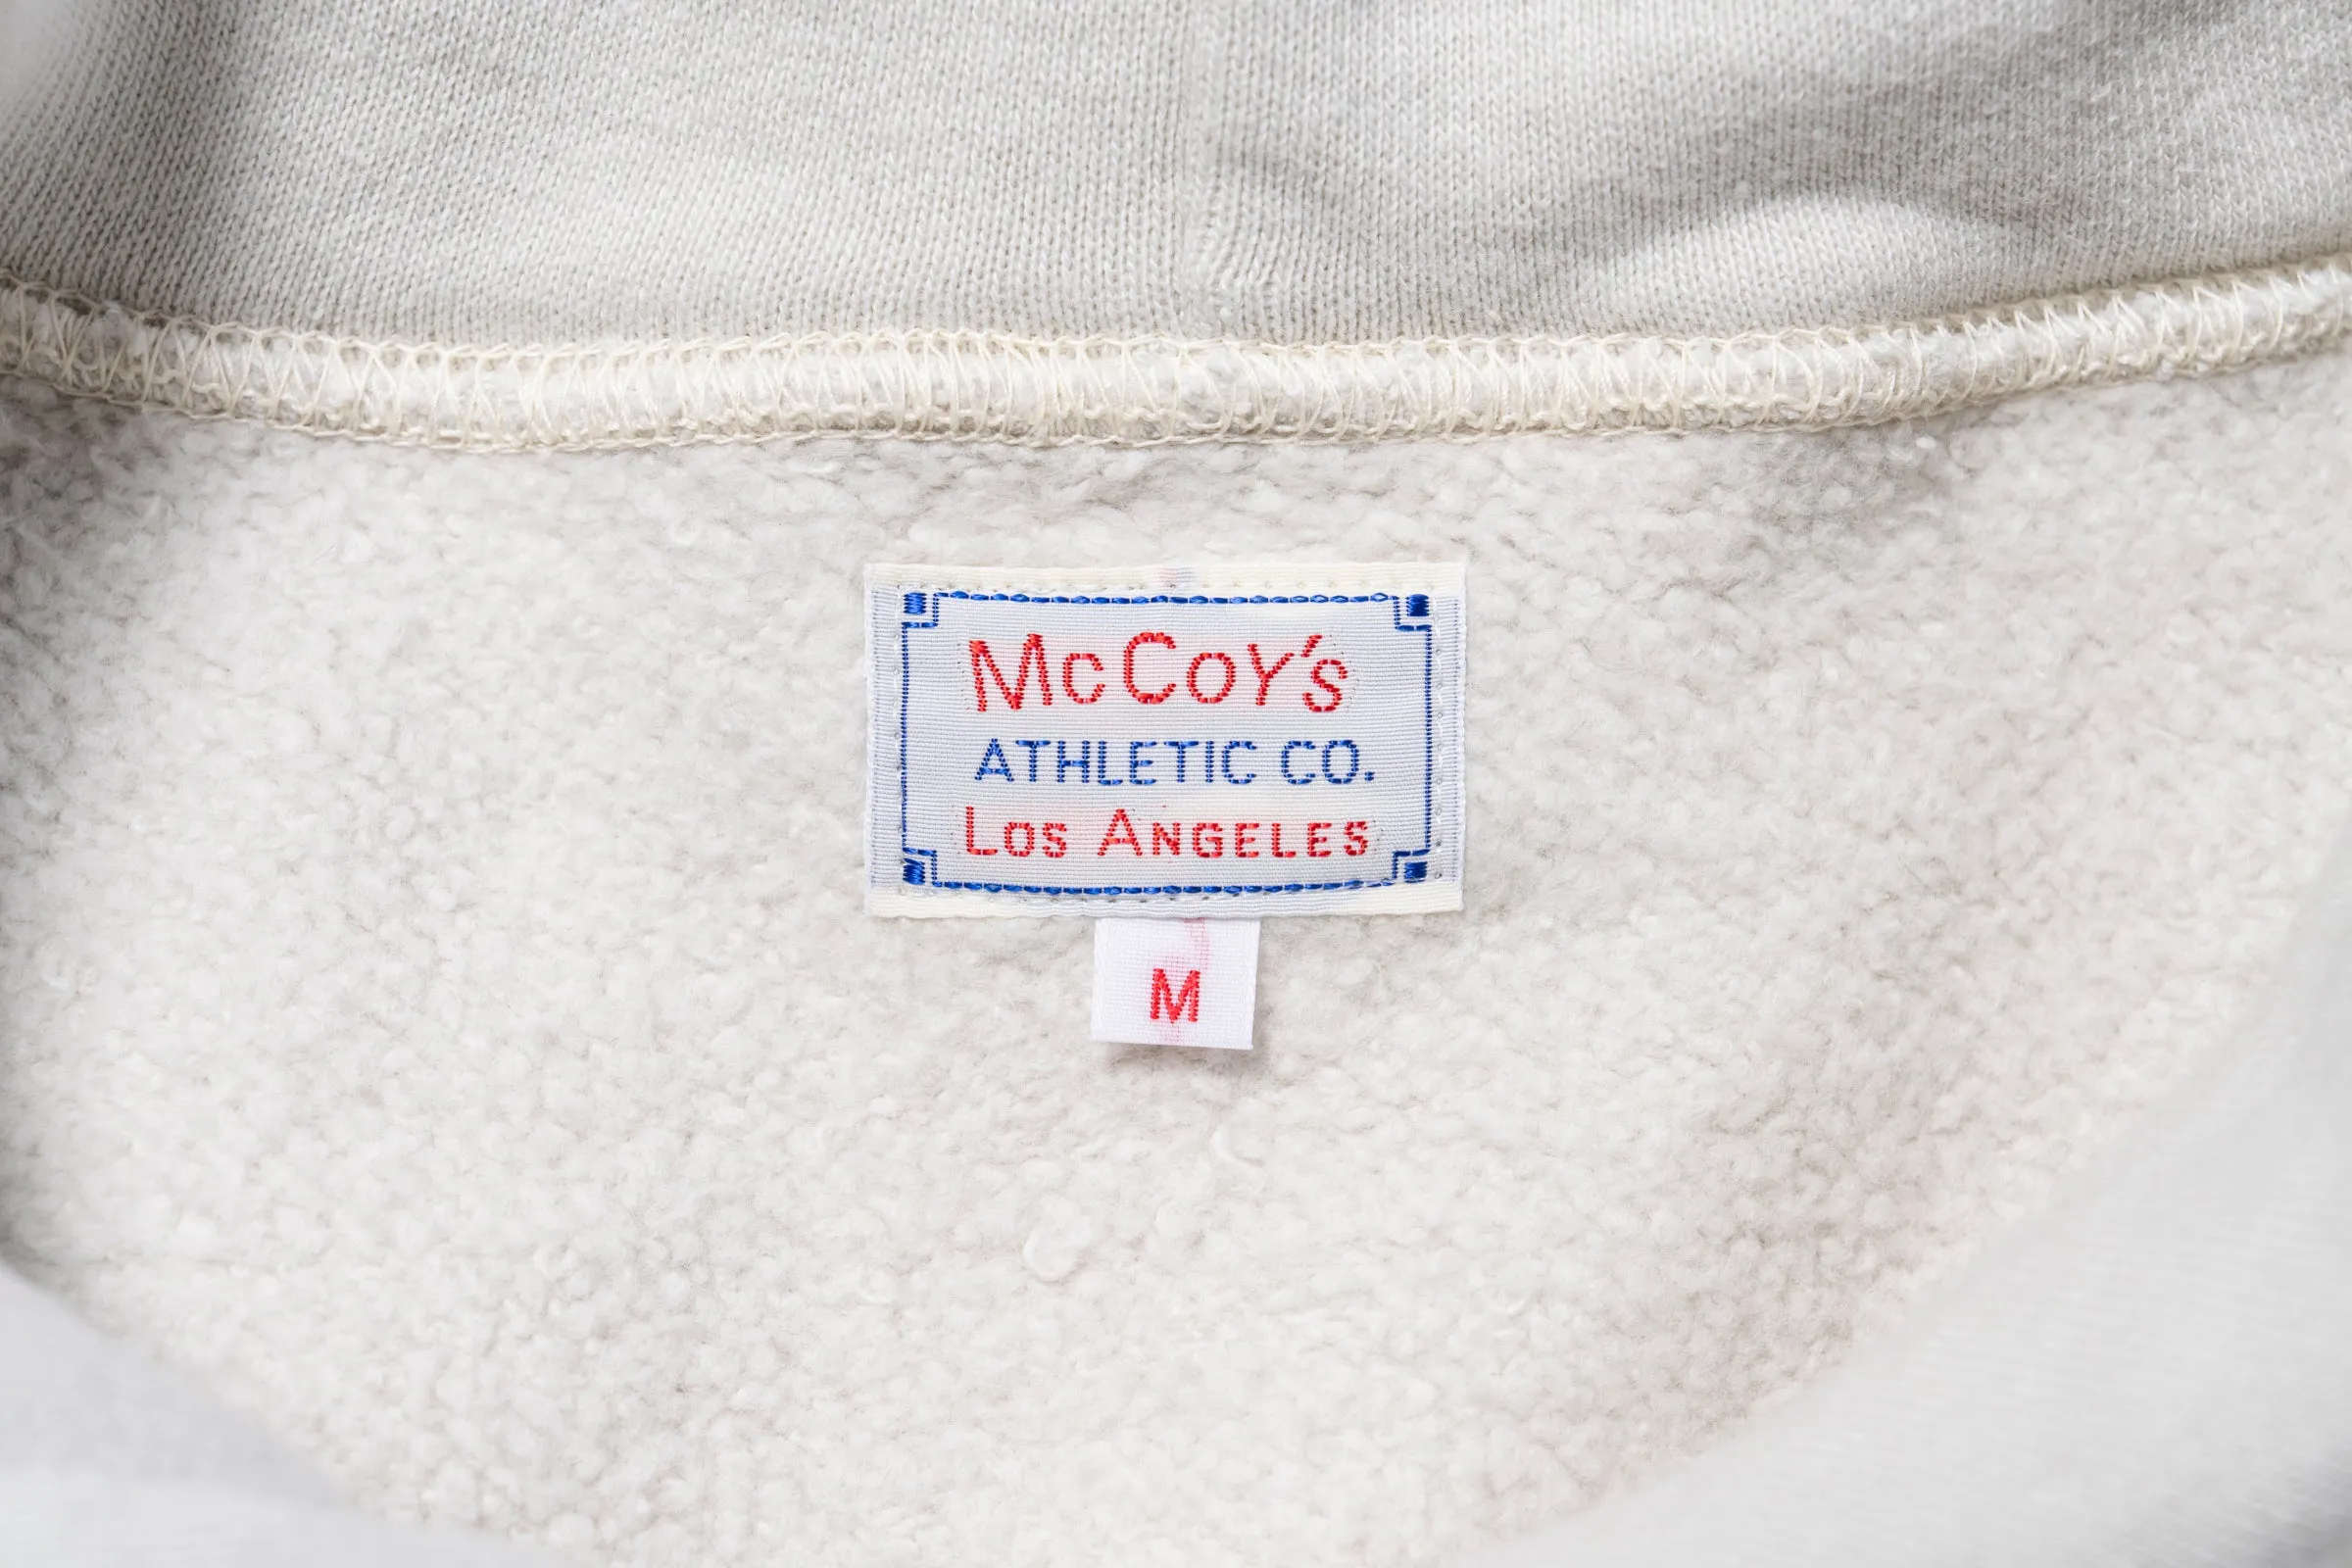 McCoy's
ATHLETIC CO.
Los Angeles
M